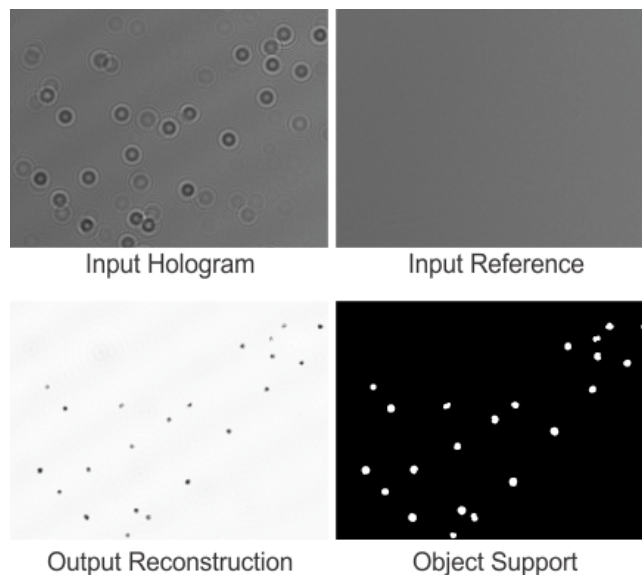 Input Hologram
Input Reference
Output Reconstruction
Object Support